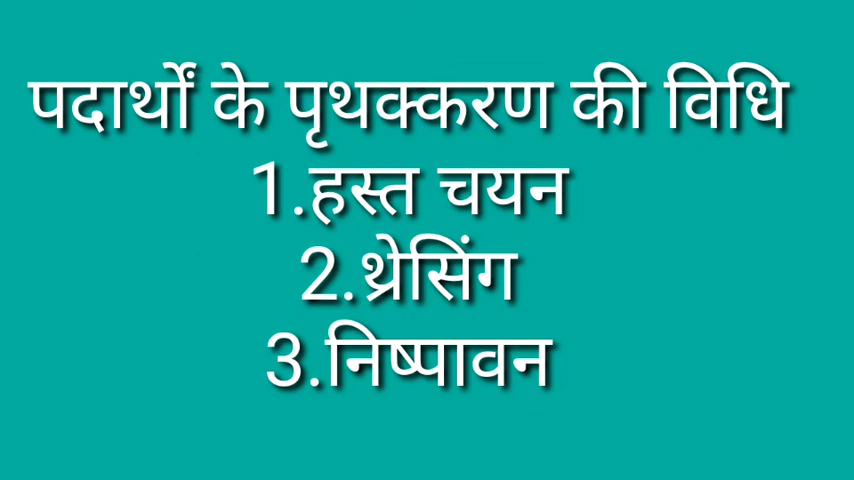 पदार्थों के पृथक्करण की विधि
1.हस्त चयन
2.थ्रेसिंग
3.निष्पावन